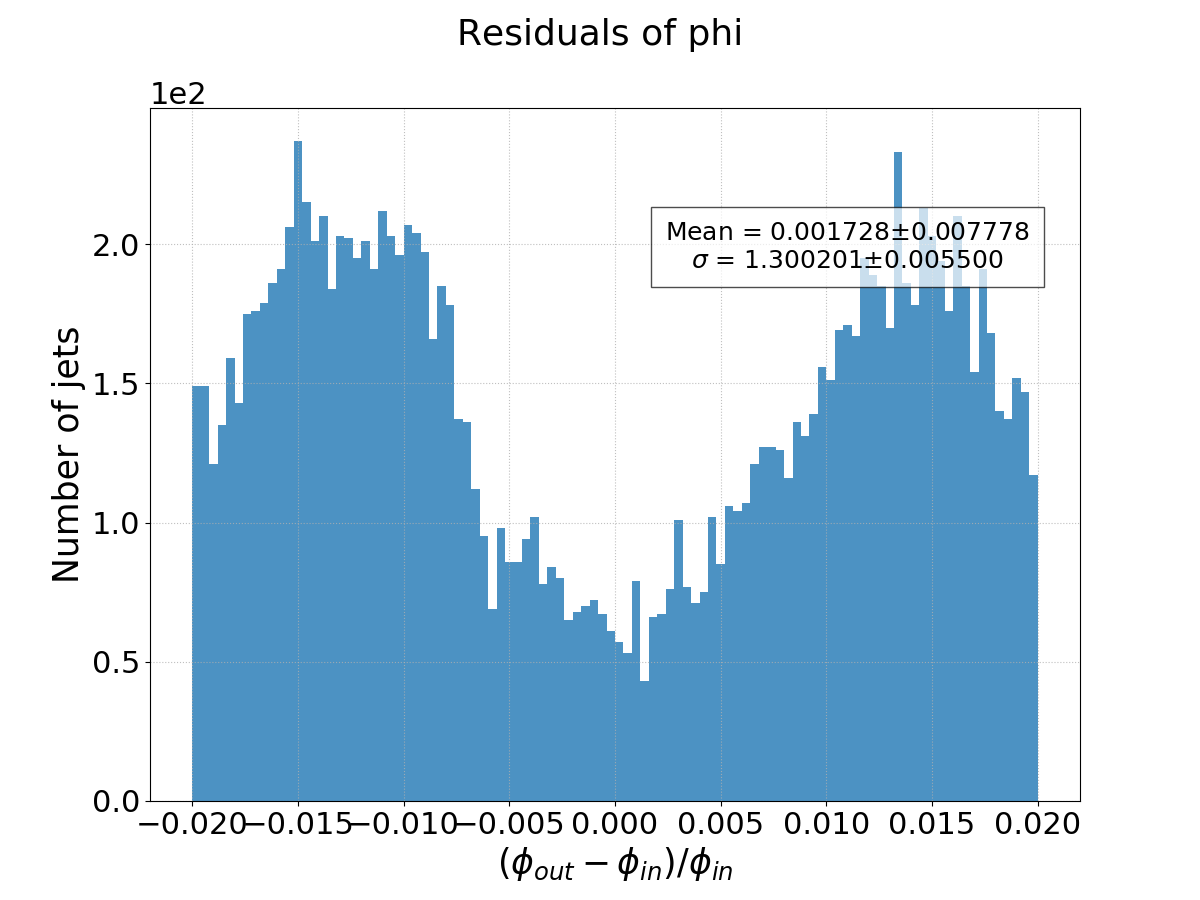 Residuals of phi
1e2
2.0
1.5
1.0
0.5
0.0
Number of jets
Mean = 0.001728±0.007778
σ = 1.300201±0.005500
−0.020 −0.015 −0.010 −0.005 0.000 0.005 0.010 0.015 0.020
(ϕ_out − ϕ_in)/ϕ_in